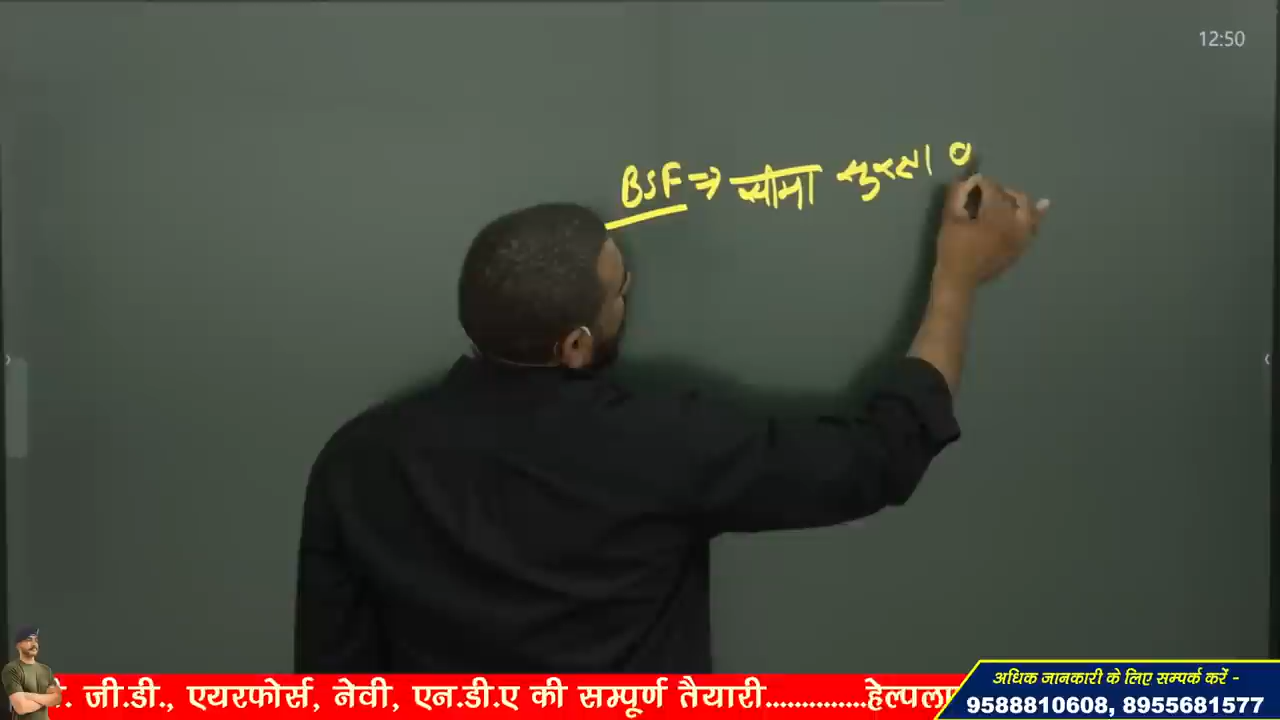 12:50
BSF ⇒ सीमा सुरक्षा
जी.डी., एयरफोर्स, नेवी, एन.डी.ए की सम्पूर्ण तैयारी..............हेल्पला
अधिक जानकारी के लिए सम्पर्क करें -
9588810608, 8955681577